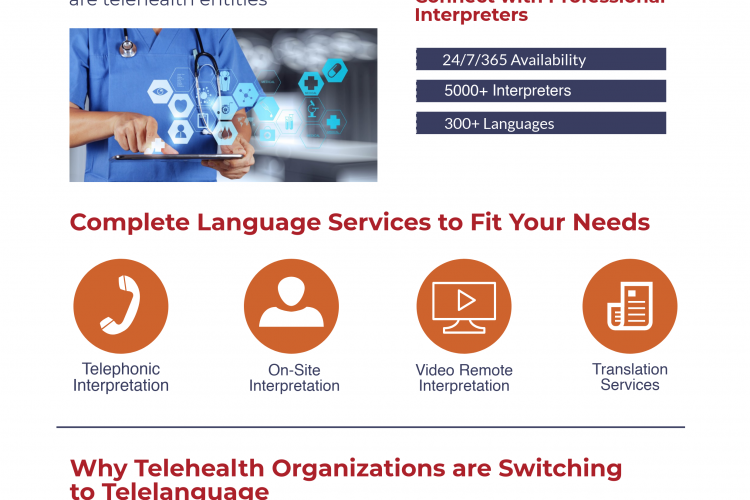 are telehealth entities
Connect with Professional
Interpreters
24/7/365 Availability
5000+ Interpreters
300+ Languages
Complete Language Services to Fit Your Needs
Telephonic
Interpretation
On-Site
Interpretation
Video Remote
Interpretation
Translation
Services
Why Telehealth Organizations are Switching
to Telelanguage